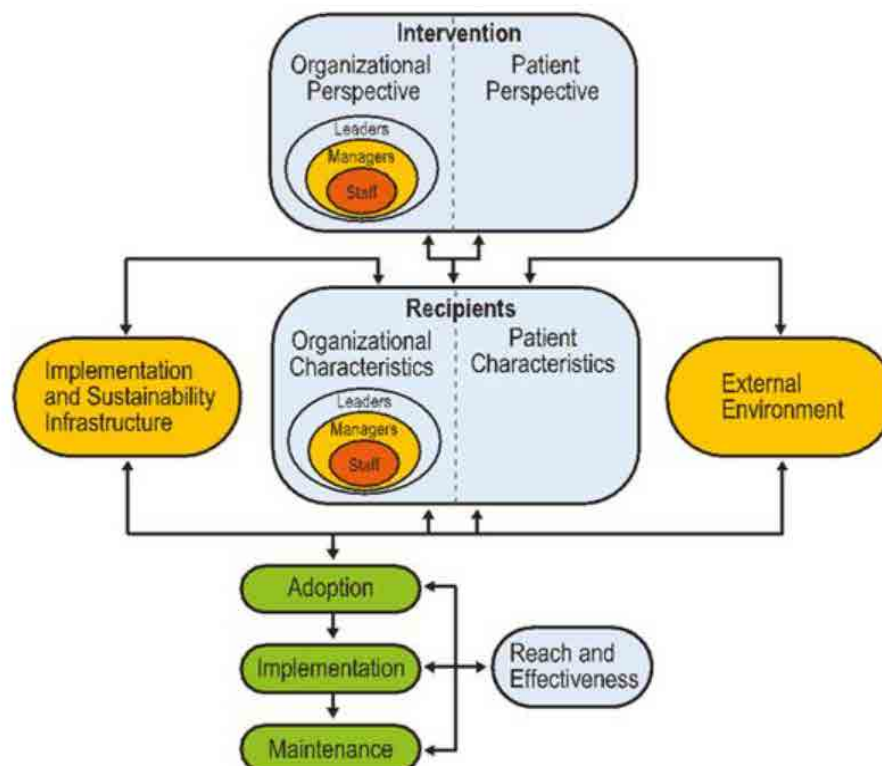 Intervention
Organizational
Perspective
Patient
Perspective
Leaders
Managers
Staff
Recipients
Organizational
Characteristics
Patient
Characteristics
Leaders
Managers
Staff
Implementation
and Sustainability
Infrastructure
External
Environment
Adoption
Implementation
Reach and
Effectiveness
Maintenance